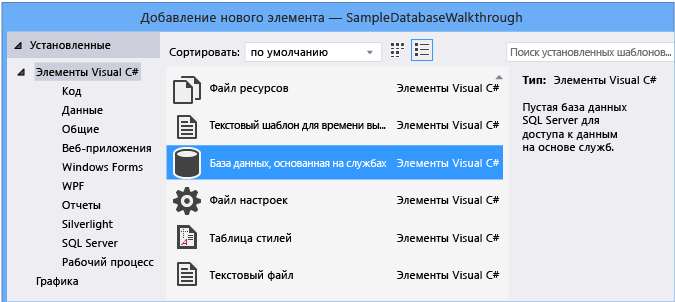 Добавление нового элемента — SampleDatabaseWalkthrough
Установленные
Элементы Visual C#
Код
Данные
Общие
Веб-приложения
Windows Forms
WPF
Отчеты
Silverlight
SQL Server
Рабочий процесс
Графика
Сортировать: по умолчанию
Файл ресурсов Элементы Visual C#
Текстовый шаблон для времени вы... Элементы Visual C#
База данных, основанная на службах Элементы Visual C#
Файл настроек Элементы Visual C#
Таблица стилей Элементы Visual C#
Текстовый файл Элементы Visual C#
Поиск установленных шаблонов...
Тип: Элементы Visual C#
Пустая база данных
SQL Server для
доступа к данным
на основе служб.